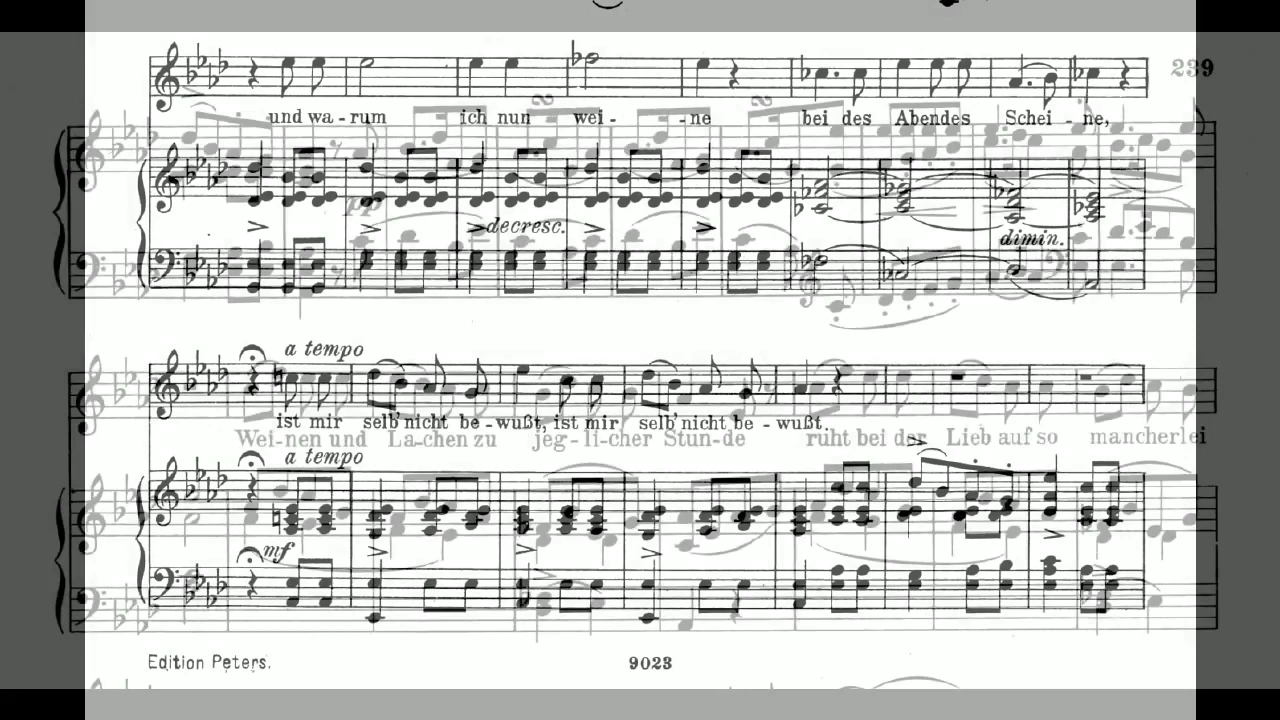 239
und wa - rum ich nun wei - - ne bei des Abendes Schei - ne,
pp
decresc.
dimin.
a tempo
ist mir selb' nicht be - wußt, ist mir selb' nicht be - wußt.
Wei - nen und La - chen zu jeg - li - cher Stun - de ruht bei der Lieb auf so mancherlei
a tempo
mf
Edition Peters.
9023